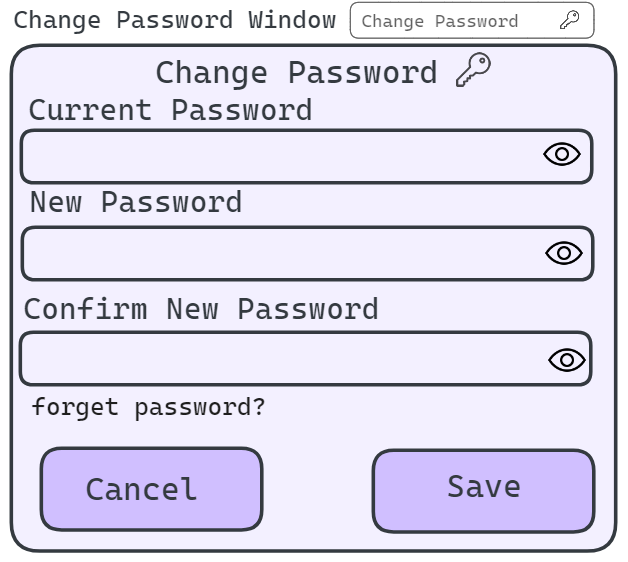 Change Password Window
Change Password
Change Password
Current Password
New Password
Confirm New Password
forget password?
Cancel
Save